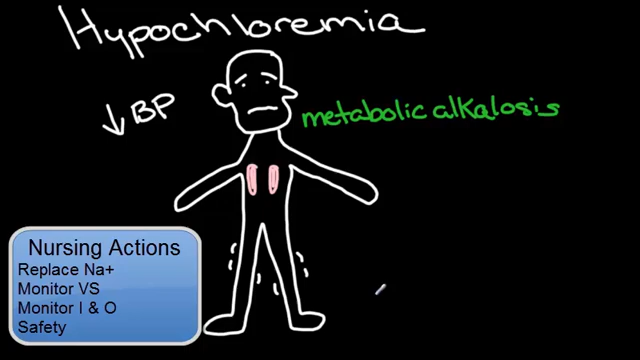 Hypochloremia
↓ BP
metabolic alkalosis
Nursing Actions
Replace Na+
Monitor VS
Monitor I & O
Safety